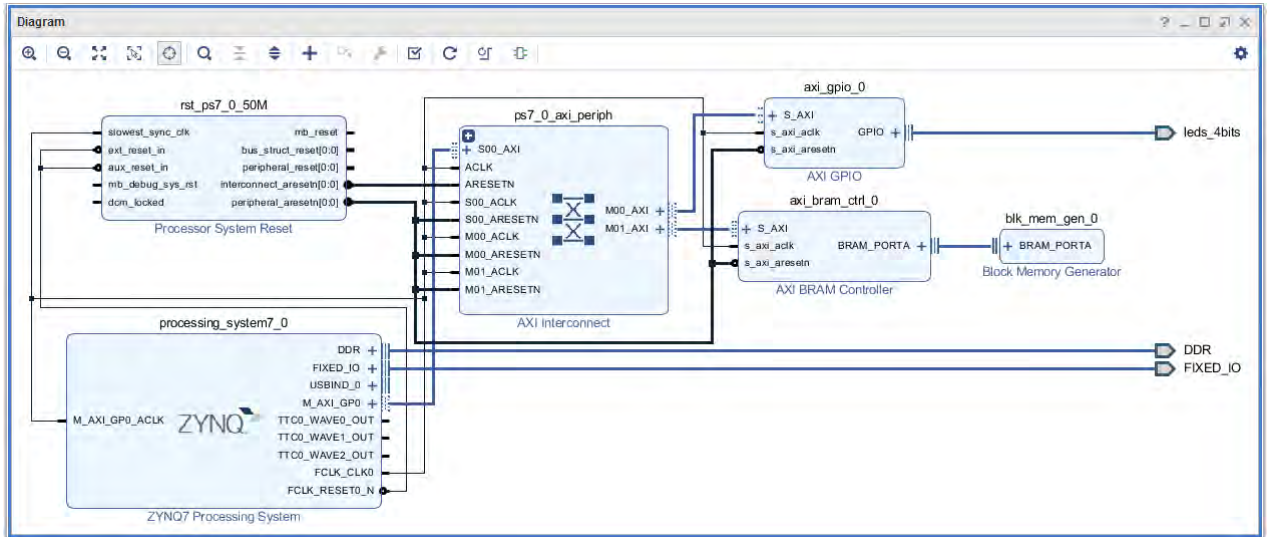 Diagram
rst_ps7_0_50M
slowest_sync_clk
ext_reset_in
aux_reset_in
mb_debug_sys_rst
dcm_locked
mb_reset
bus_struct_reset[0:0]
peripheral_reset[0:0]
interconnect_aresetn[0:0]
peripheral_aresetn[0:0]
Processor System Reset
ps7_0_axi_periph
S00_AXI
ACLK
ARESETN
S00_ACLK
S00_ARESETN
M00_ACLK
M00_ARESETN
M01_ACLK
M01_ARESETN
M00_AXI
M01_AXI
AXI Interconnect
axi_gpio_0
S_AXI
s_axi_aclk
s_axi_aresetn
GPIO
AXI GPIO
leds_4bits
axi_bram_ctrl_0
S_AXI
s_axi_aclk
s_axi_aresetn
BRAM_PORTA
AXI BRAM Controller
blk_mem_gen_0
BRAM_PORTA
Block Memory Generator
processing_system7_0
M_AXI_GP0_ACLK
ZYNQ
DDR
FIXED_IO
USBIND_0
M_AXI_GP0
TTC0_WAVE0_OUT
TTC0_WAVE1_OUT
TTC0_WAVE2_OUT
FCLK_CLK0
FCLK_RESET0_N
ZYNQ7 Processing System
DDR
FIXED_IO